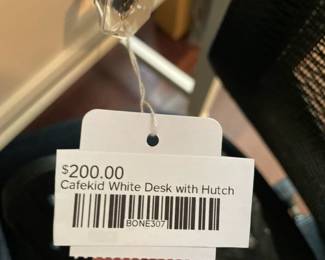 $200.00
Cafekid White Desk with Hutch
BONE307